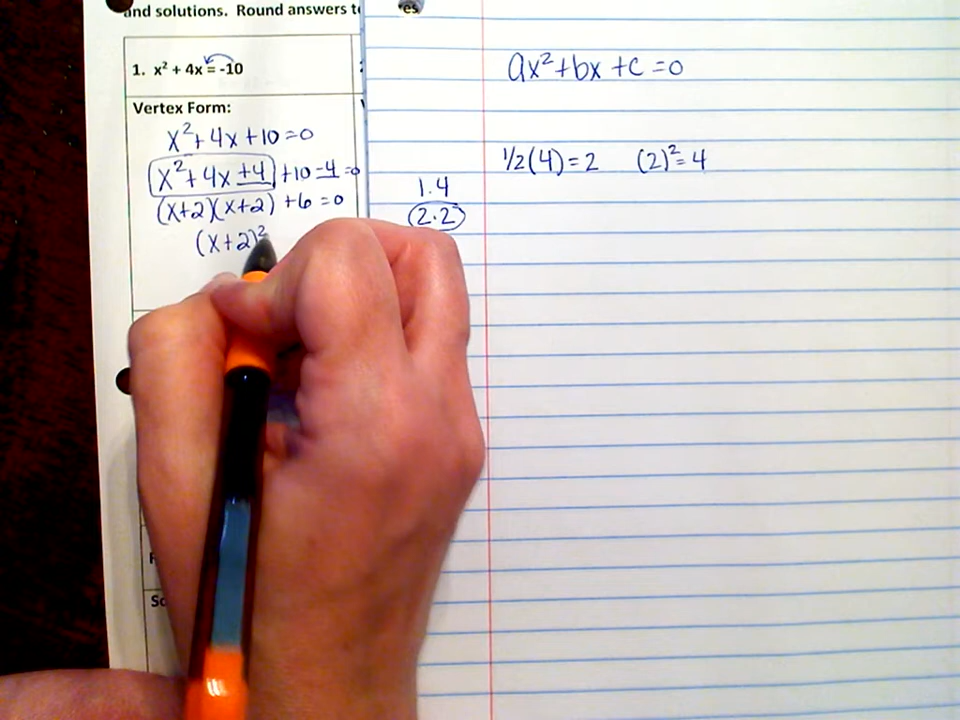 and solutions. Round answers t
es
1. x² + 4x = -10
Vertex Form:
x² + 4x + 10 = 0
x² + 4x + 4 + 10 - 4 = 0
(x+2)(x+2) + 6 = 0
(x+2)²
ax² + bx + c = 0
1/2(4) = 2 (2)² = 4
1·4
2·2
So